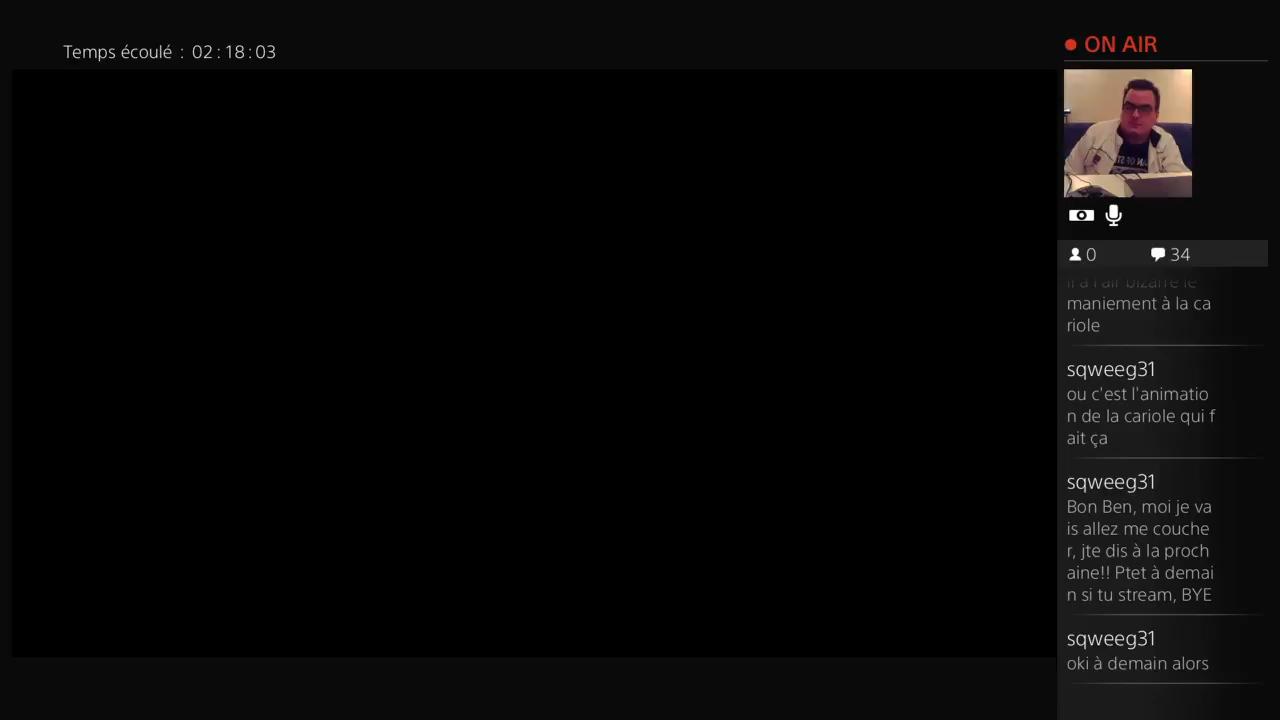 Temps écoulé : 02:18:03
ON AIR
0 34
maniement à la ca
riole
sqweeg31
ou c'est l'animatio
n de la cariole qui f
ait ça
sqweeg31
Bon Ben, moi je va
is allez me couche
r, jte dis à la proch
aine!! Ptet à demai
n si tu stream, BYE
sqweeg31
oki à demain alors